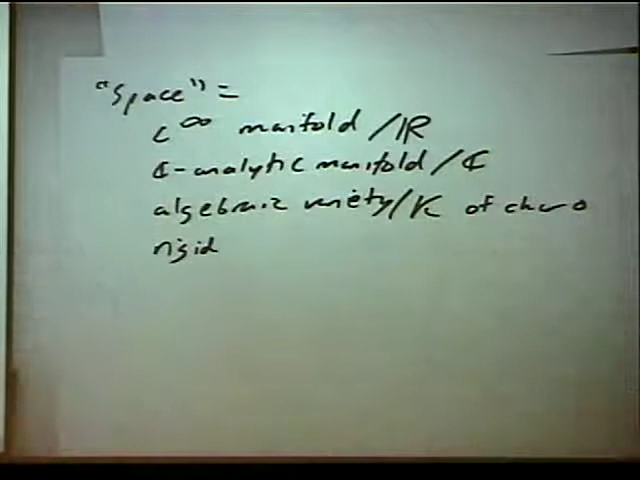 "Space" =
C^∞ manifold / ℝ
ℂ-analytic manifold / ℂ
algebraic variety / K of char 0
rigid